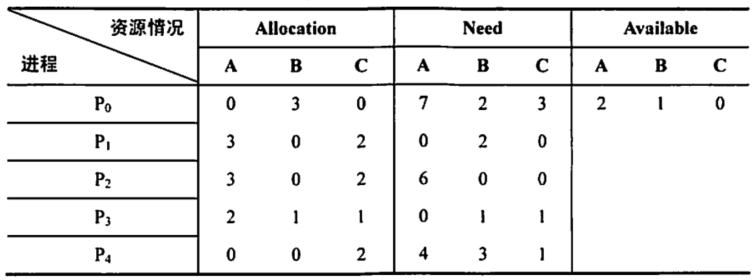 资源情况 Allocation Need Available
进程 A B C A B C A B C
P0 0 3 0 7 2 3 2 1 0
P1 3 0 2 0 2 0
P2 3 0 2 6 0 0
P3 2 1 1 0 1 1
P4 0 0 2 4 3 1